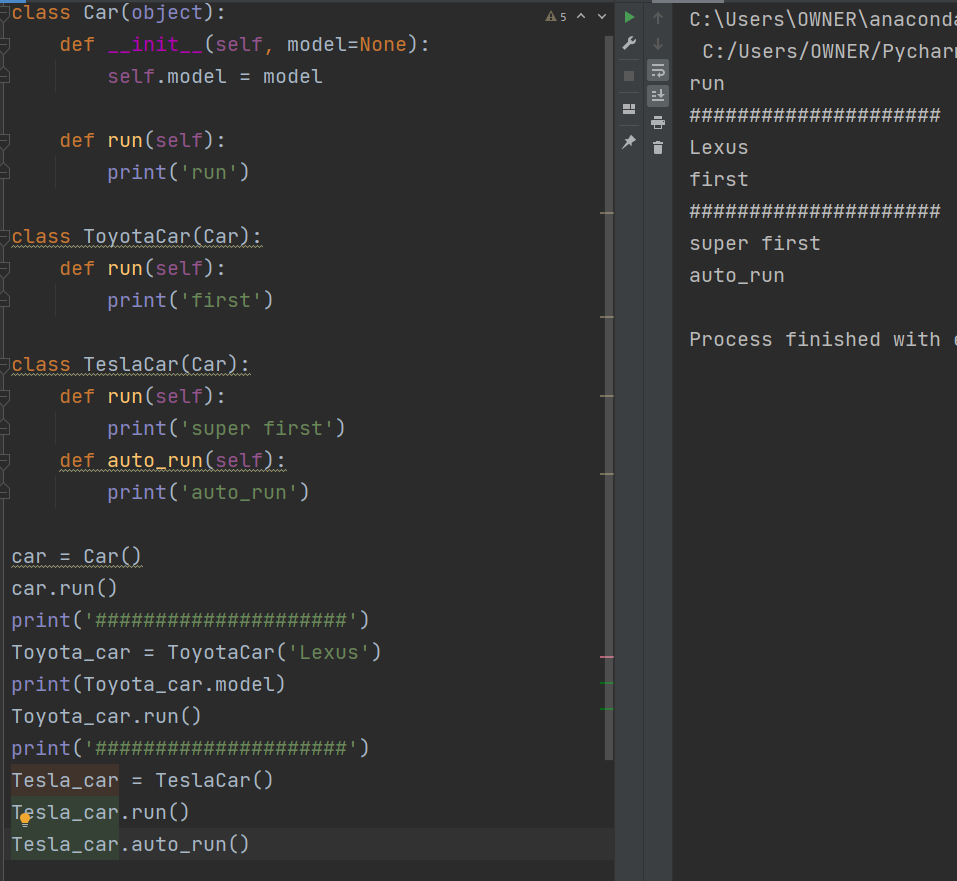 class Car(object):
    def __init__(self, model=None):
        self.model = model

    def run(self):
        print('run')

class ToyotaCar(Car):
    def run(self):
        print('first')

class TeslaCar(Car):
    def run(self):
        print('super first')
    def auto_run(self):
        print('auto_run')

car = Car()
car.run()
print('#####################')
Toyota_car = ToyotaCar('Lexus')
print(Toyota_car.model)
Toyota_car.run()
print('#####################')
Tesla_car = TeslaCar()
Tesla_car.run()
Tesla_car.auto_run()
5
C:\Users\OWNER\anaconda
 C:/Users/OWNER/Pychar
run
#####################
Lexus
first
#####################
super first
auto_run

Process finished with